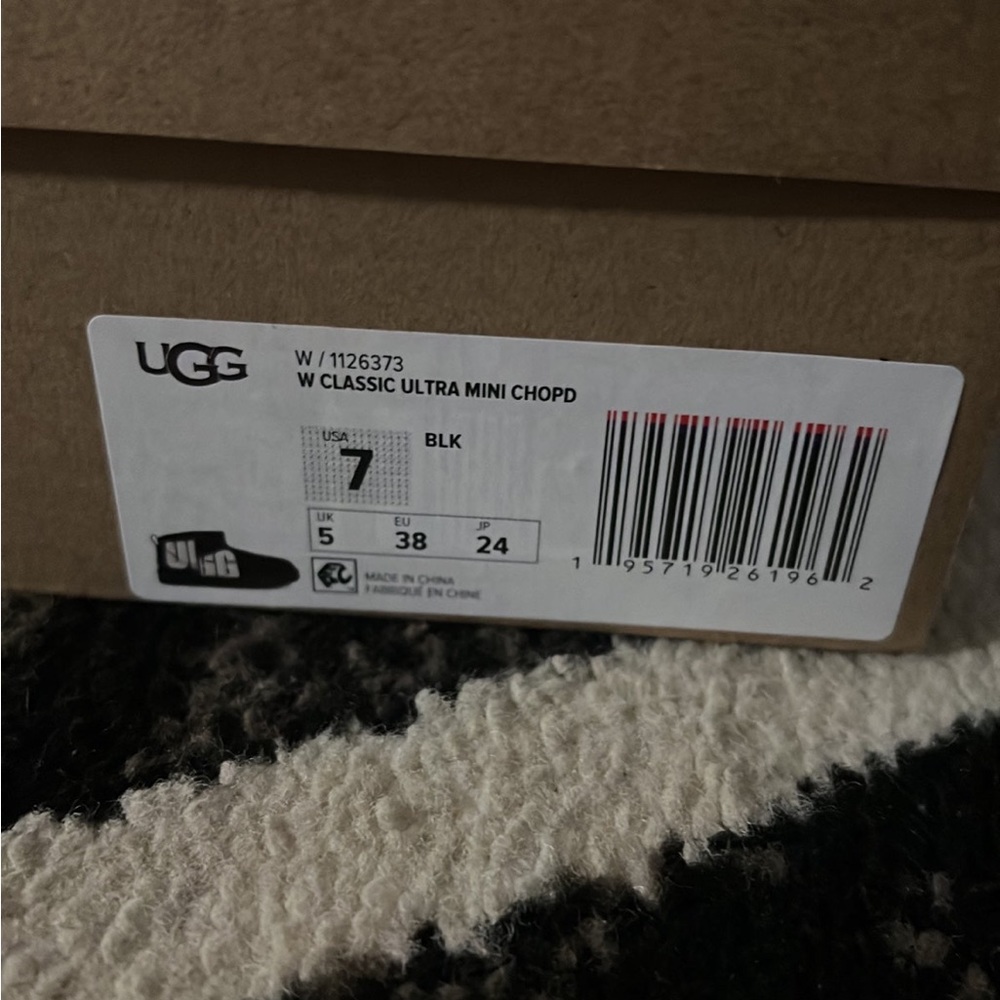 UGG
W / 1126373
W CLASSIC ULTRA MINI CHOPD
USA
7
BLK
UK
5
EU
38
JP
24
MADE IN CHINA
FABRIQUÉ EN CHINE
UGG
1 95719 26196 2